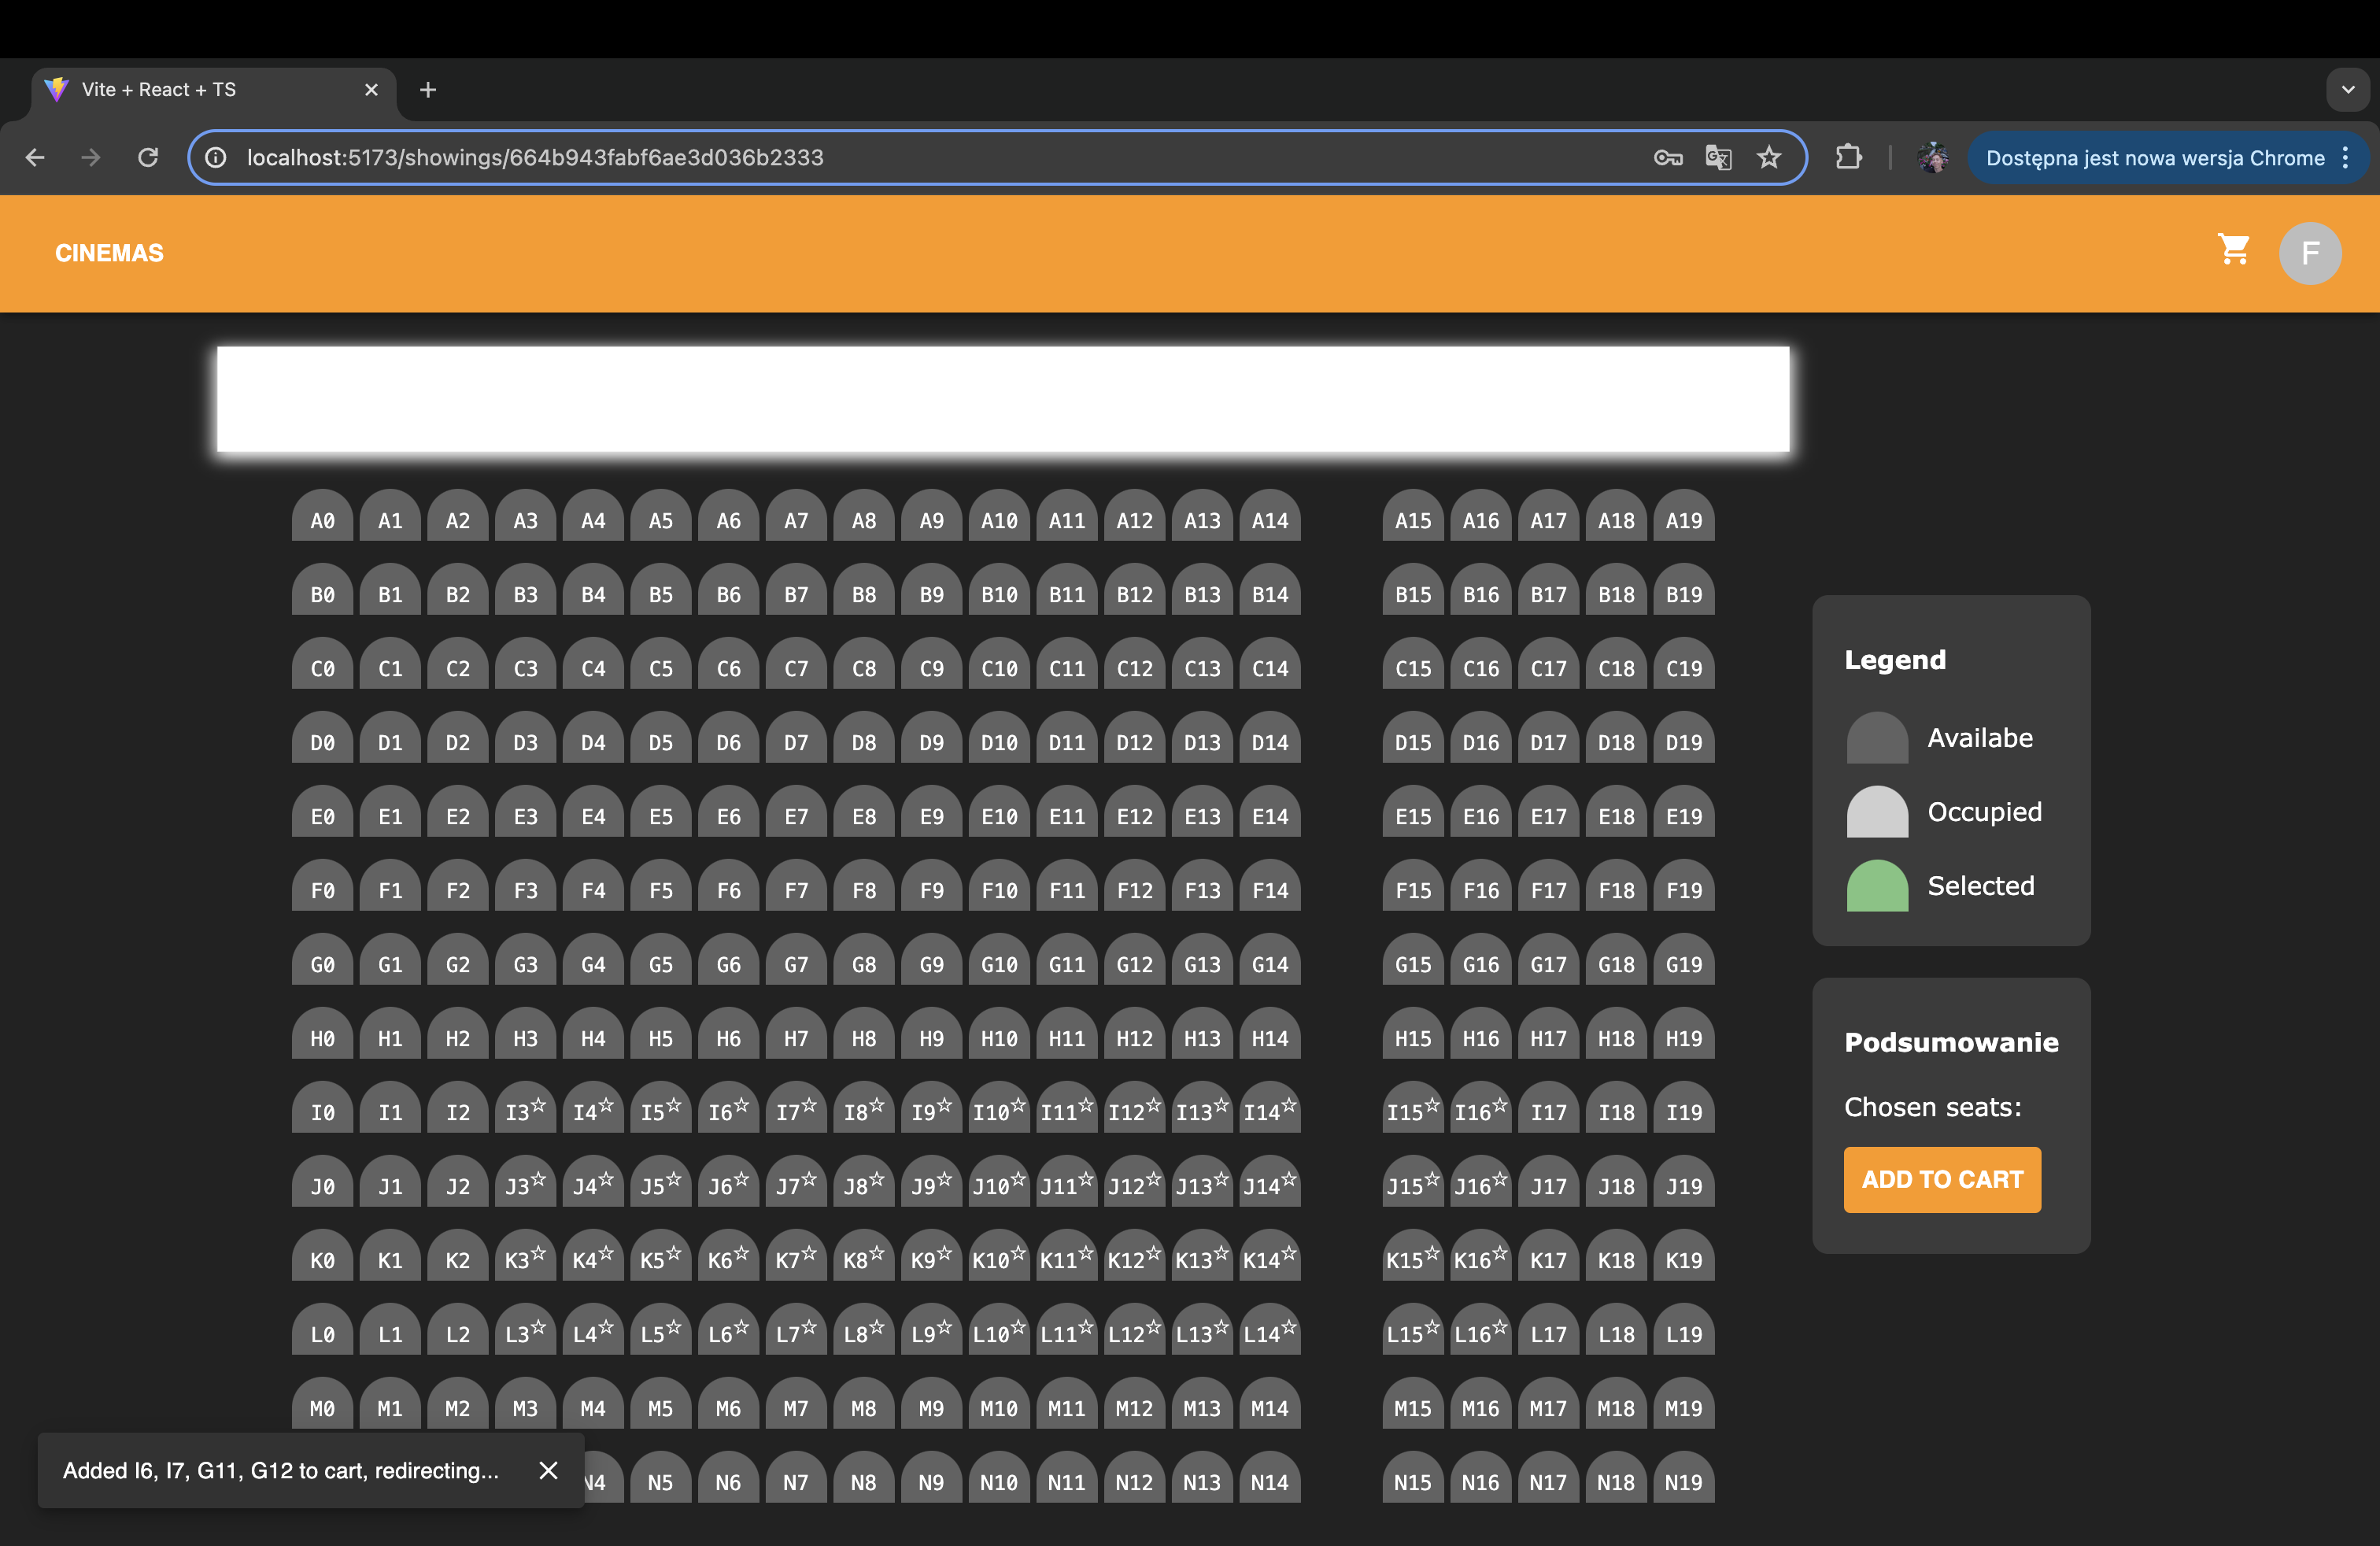 Vite + React + TS
localhost:5173/showings/664b943fabf6ae3d036b2333
Dostępna jest nowa wersja Chrome
CINEMAS
F
A0 A1 A2 A3 A4 A5 A6 A7 A8 A9 A10 A11 A12 A13 A14 A15 A16 A17 A18 A19
B0 B1 B2 B3 B4 B5 B6 B7 B8 B9 B10 B11 B12 B13 B14 B15 B16 B17 B18 B19
C0 C1 C2 C3 C4 C5 C6 C7 C8 C9 C10 C11 C12 C13 C14 C15 C16 C17 C18 C19
D0 D1 D2 D3 D4 D5 D6 D7 D8 D9 D10 D11 D12 D13 D14 D15 D16 D17 D18 D19
E0 E1 E2 E3 E4 E5 E6 E7 E8 E9 E10 E11 E12 E13 E14 E15 E16 E17 E18 E19
F0 F1 F2 F3 F4 F5 F6 F7 F8 F9 F10 F11 F12 F13 F14 F15 F16 F17 F18 F19
G0 G1 G2 G3 G4 G5 G6 G7 G8 G9 G10 G11 G12 G13 G14 G15 G16 G17 G18 G19
H0 H1 H2 H3 H4 H5 H6 H7 H8 H9 H10 H11 H12 H13 H14 H15 H16 H17 H18 H19
I0 I1 I2 I3☆ I4☆ I5☆ I6☆ I7☆ I8☆ I9☆ I10☆ I11☆ I12☆ I13☆ I14☆ I15☆ I16☆ I17 I18 I19
J0 J1 J2 J3☆ J4☆ J5☆ J6☆ J7☆ J8☆ J9☆ J10☆ J11☆ J12☆ J13☆ J14☆ J15☆ J16☆ J17 J18 J19
K0 K1 K2 K3☆ K4☆ K5☆ K6☆ K7☆ K8☆ K9☆ K10☆ K11☆ K12☆ K13☆ K14☆ K15☆ K16☆ K17 K18 K19
L0 L1 L2 L3☆ L4☆ L5☆ L6☆ L7☆ L8☆ L9☆ L10☆ L11☆ L12☆ L13☆ L14☆ L15☆ L16☆ L17 L18 L19
M0 M1 M2 M3 M4 M5 M6 M7 M8 M9 M10 M11 M12 M13 M14 M15 M16 M17 M18 M19
N4 N5 N6 N7 N8 N9 N10 N11 N12 N13 N14 N15 N16 N17 N18 N19
Legend
Availabe
Occupied
Selected
Podsumowanie
Chosen seats:
ADD TO CART
Added I6, I7, G11, G12 to cart, redirecting...